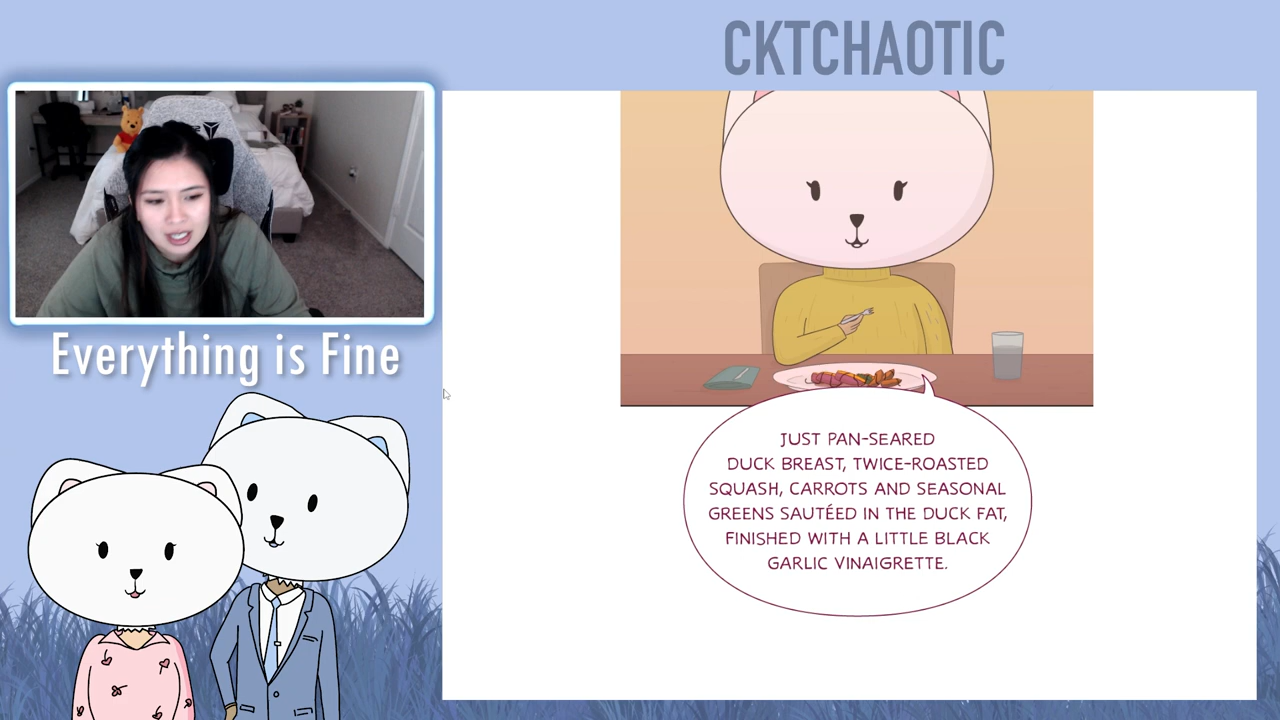 CKTCHAOTIC
Everything is Fine
JUST PAN-SEARED
DUCK BREAST, TWICE-ROASTED
SQUASH, CARROTS AND SEASONAL
GREENS SAUTÉED IN THE DUCK FAT,
FINISHED WITH A LITTLE BLACK
GARLIC VINAIGRETTE.